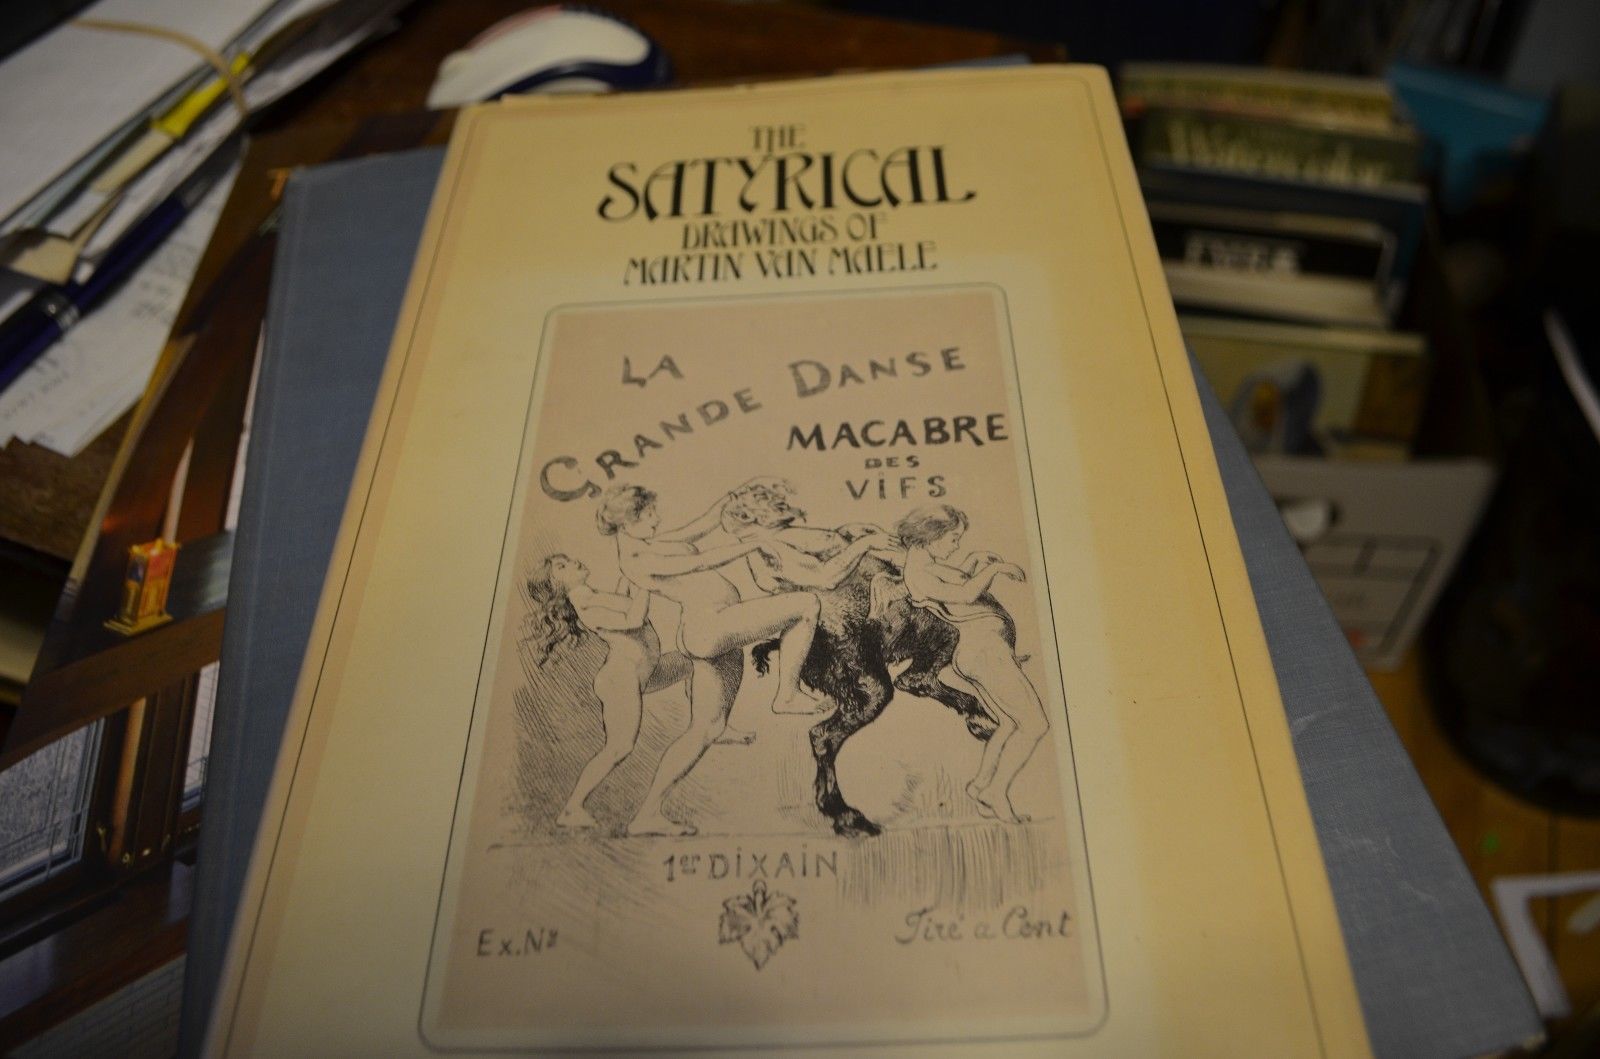 THE
SATYRICAL
DRAWINGS OF
MARTIN VAN MAELE
LA
GRANDE DANSE
MACABRE
DES
VIFS
1er DIXAIN
Ex. No
Tiré a Cent
Watercolor